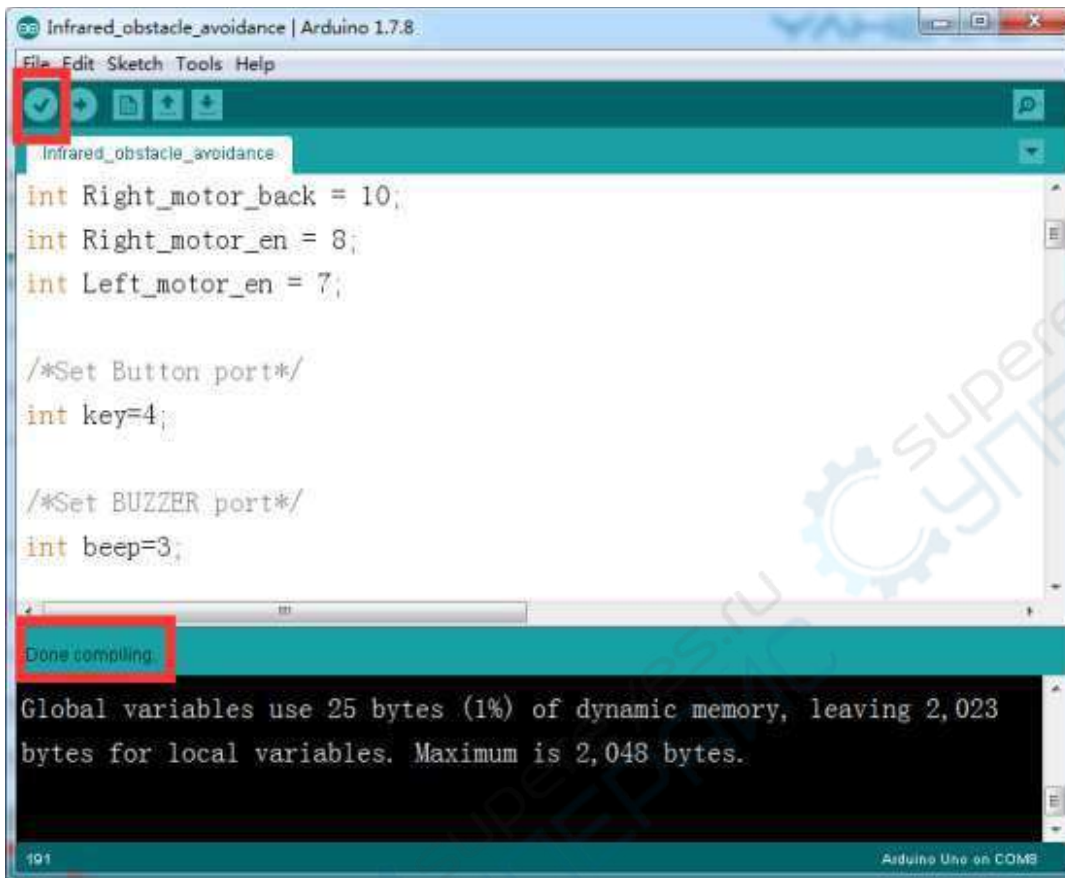 Infrared_obstacle_avoidance | Arduino 1.7.8
File Edit Sketch Tools Help
Infrared_obstacle_avoidance
int Right_motor_back = 10;
int Right_motor_en = 8;
int Left_motor_en = 7;
/*Set Button port*/
int key=4;
/*Set BUZZER port*/
int beep=3;
Done compiling.
Global variables use 25 bytes (1%) of dynamic memory, leaving 2,023
bytes for local variables. Maximum is 2,048 bytes.
191
Arduino Uno on COM8